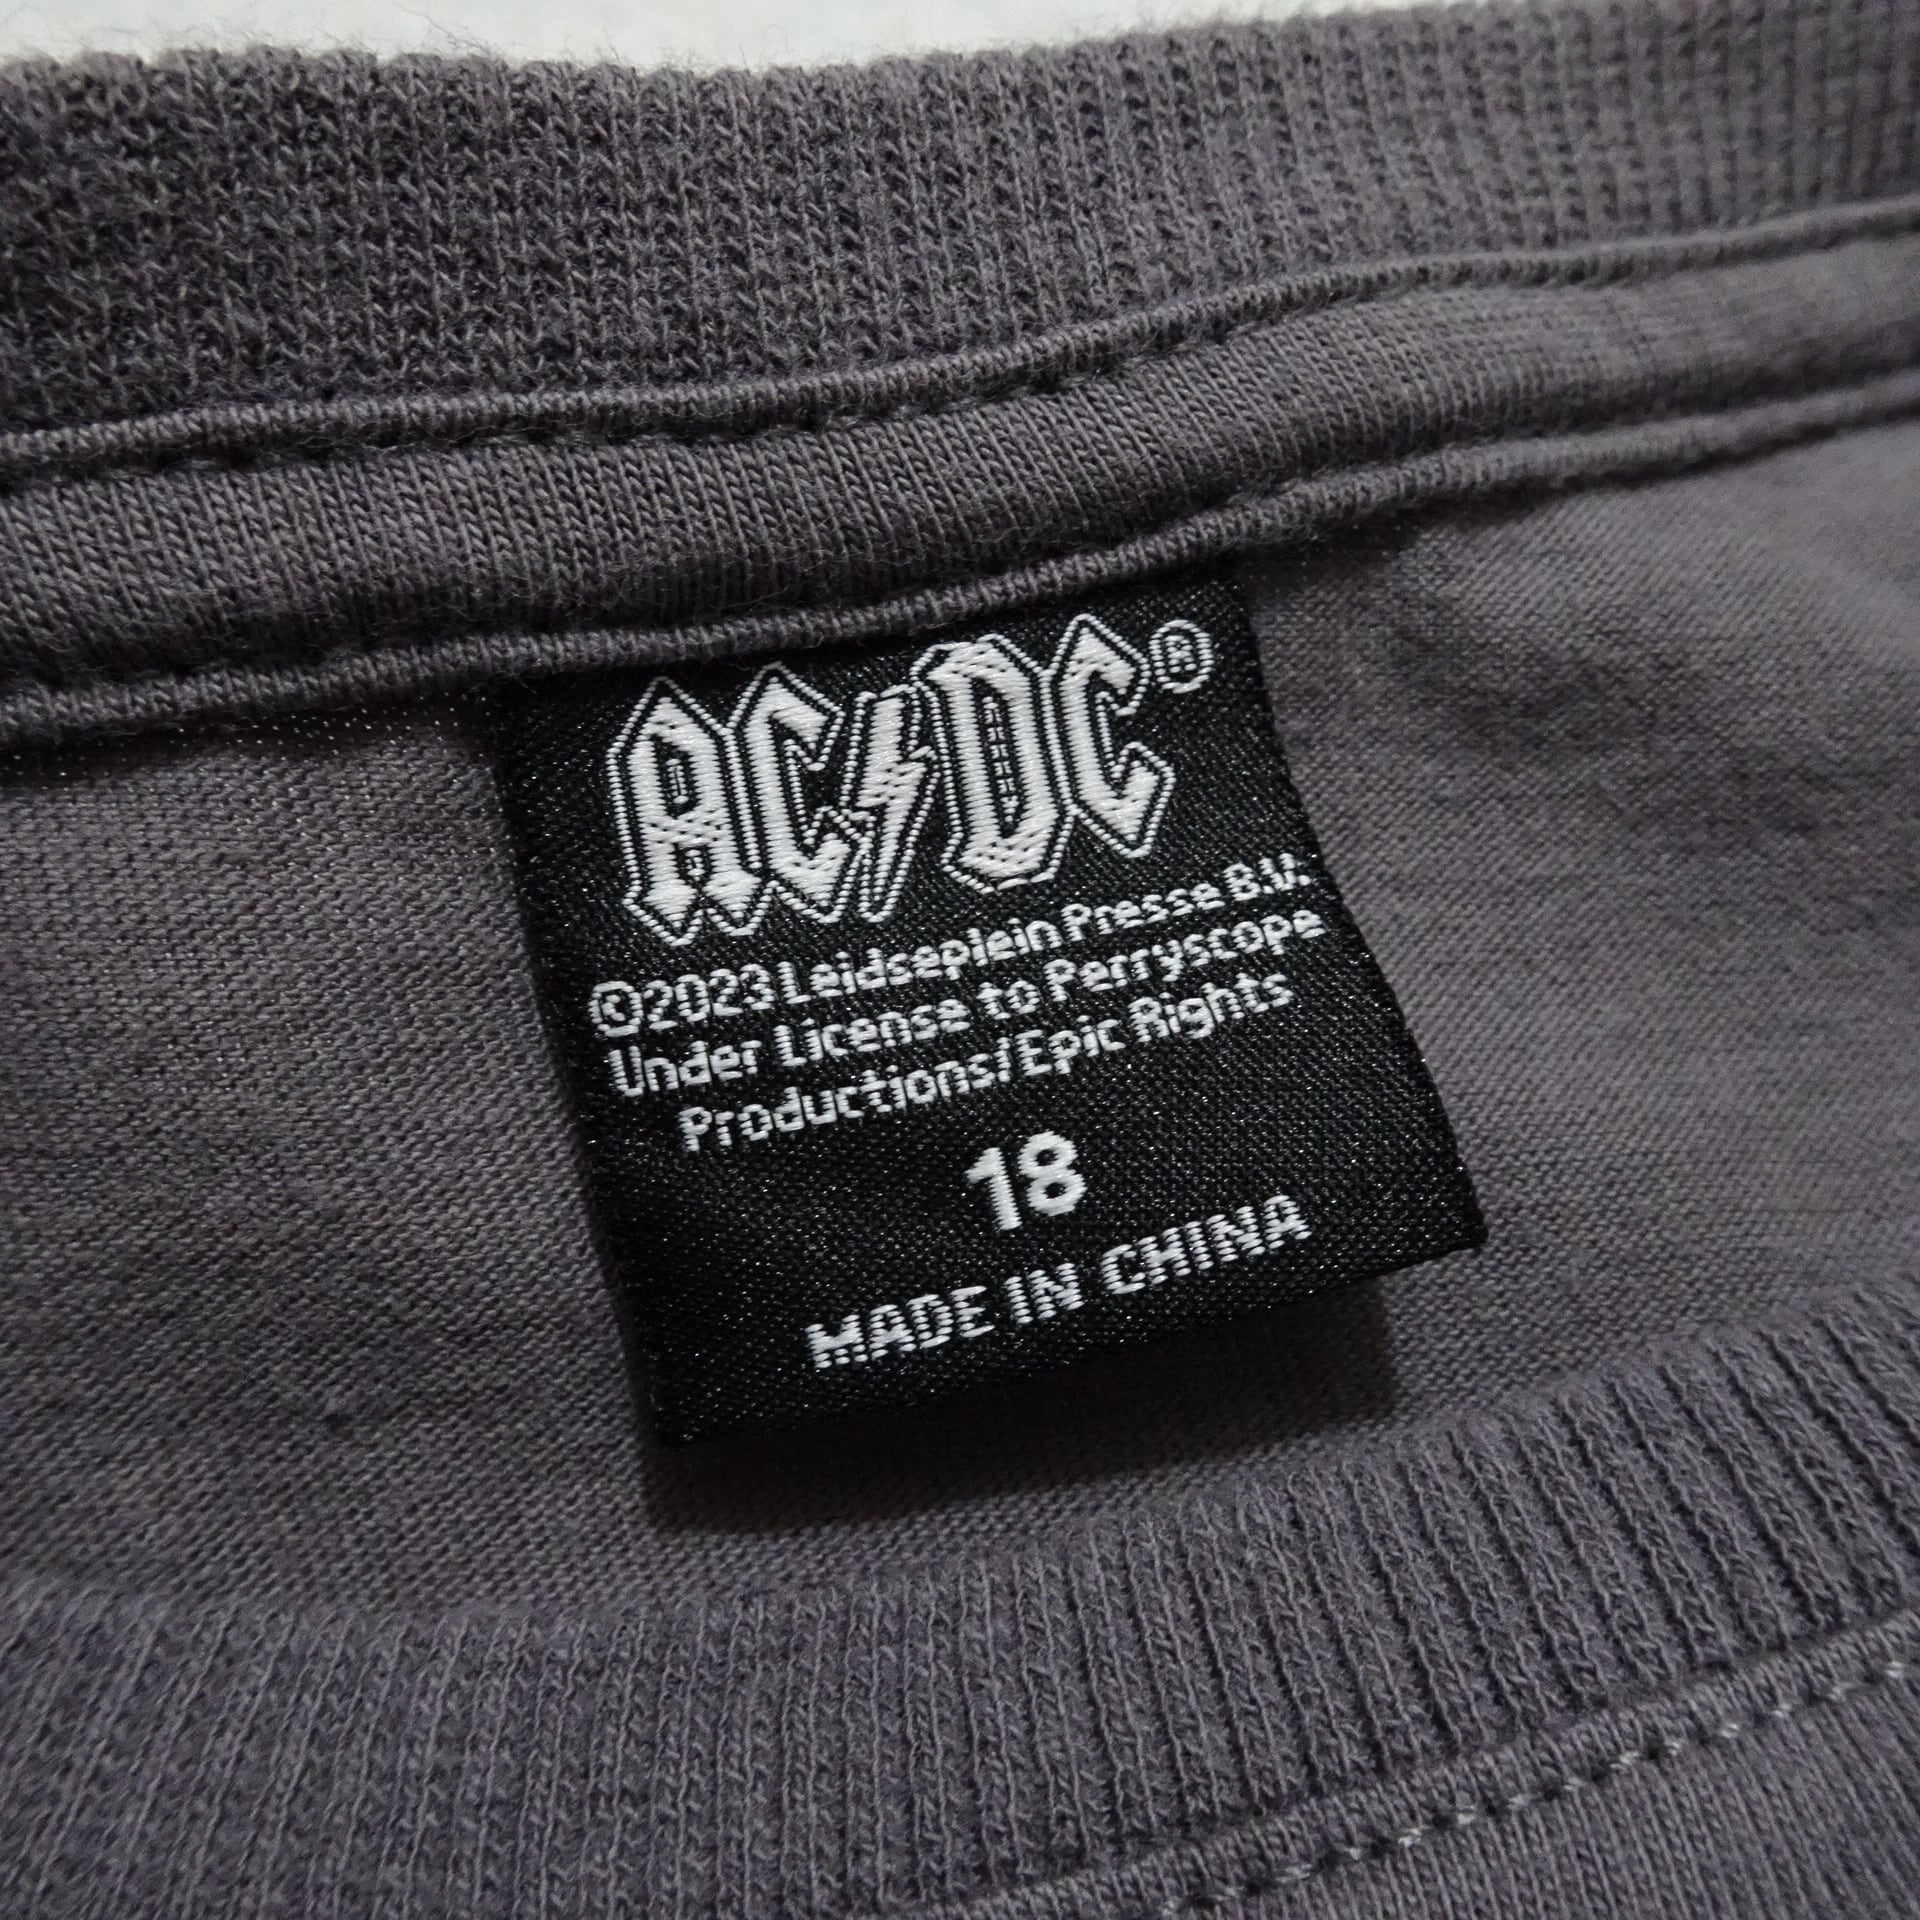 AC/DC®
©2023 Leidseplein Presse B.V.
Under License to Perryscope
Productions/Epic Rights
18
MADE IN CHINA